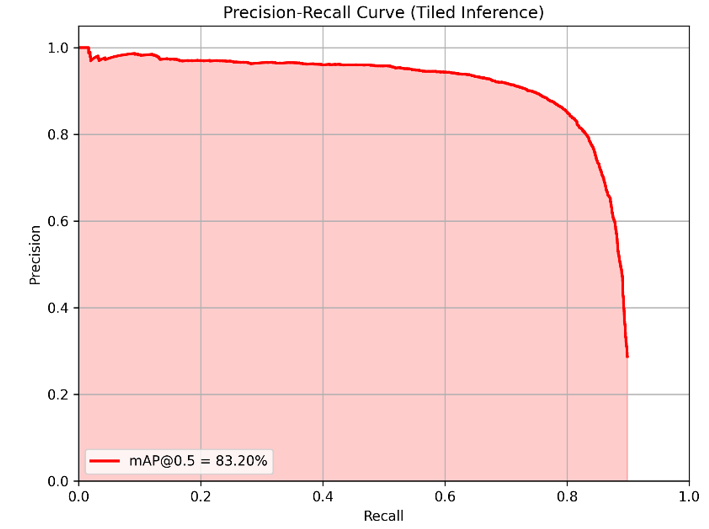 Precision-Recall Curve (Tiled Inference)
1.0
0.8
0.6
0.4
0.2
0.0
Precision
mAP@0.5 = 83.20%
0.0 0.2 0.4 0.6 0.8 1.0
Recall